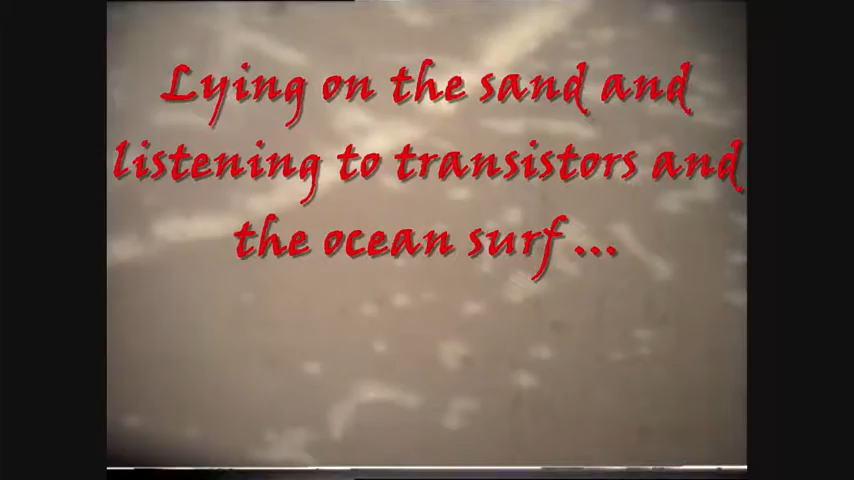 Lying on the sand and
listening to transistors and
the ocean surf ...